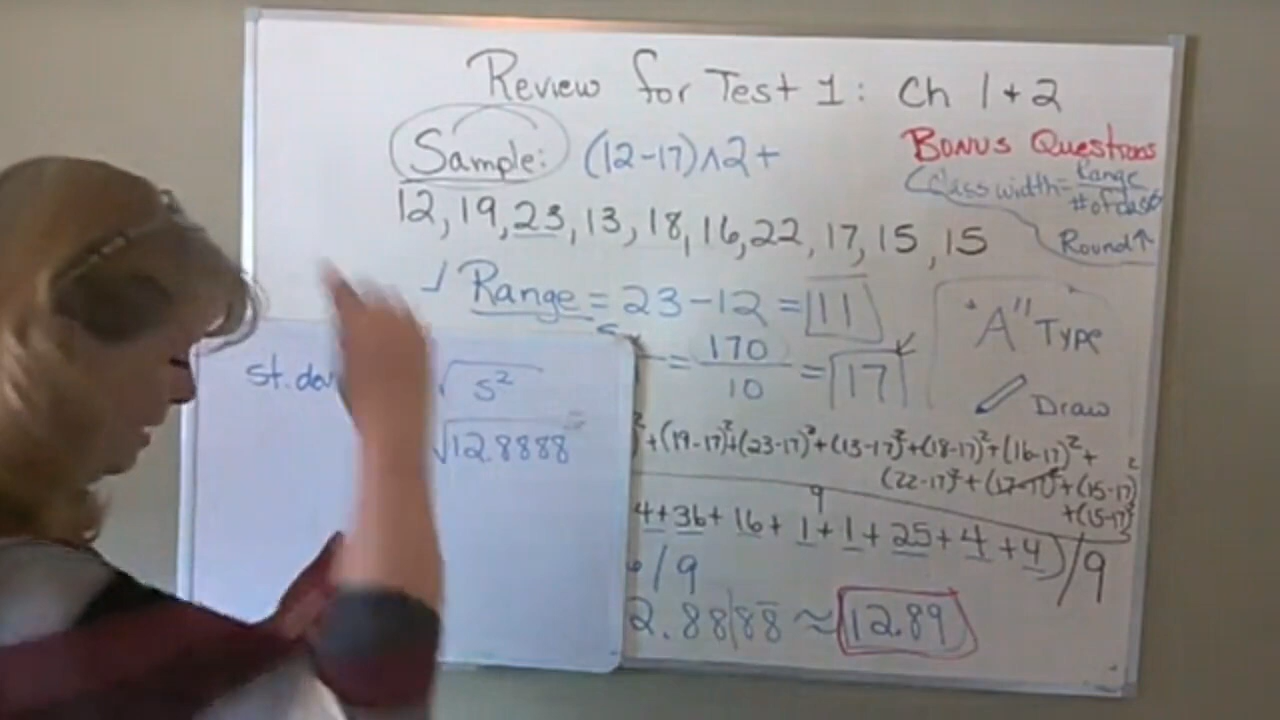 Review for Test 1: Ch 1 + 2
Sample: (12-17)^2+
BONUS Questions
Class width = Range / # of class
Round ↑
12, 19, 23, 13, 18, 16, 22, 17, 15, 15
√ Range = 23 - 12 = 11
= 170 / 10 = 17
"A" Type
Draw
st.dev
√s²
√12.8888 =
² + (19-17)² + (23-17)² + (13-17)² + (18-17)² + (16-17)² +
(22-17)² + (17-17)² + (15-17)²
+ (15-17)²
9
4 + 36 + 16 + 1 + 1 + 25 + 4 + 4) / 9
/ 9
2.8888 ≈ 12.89